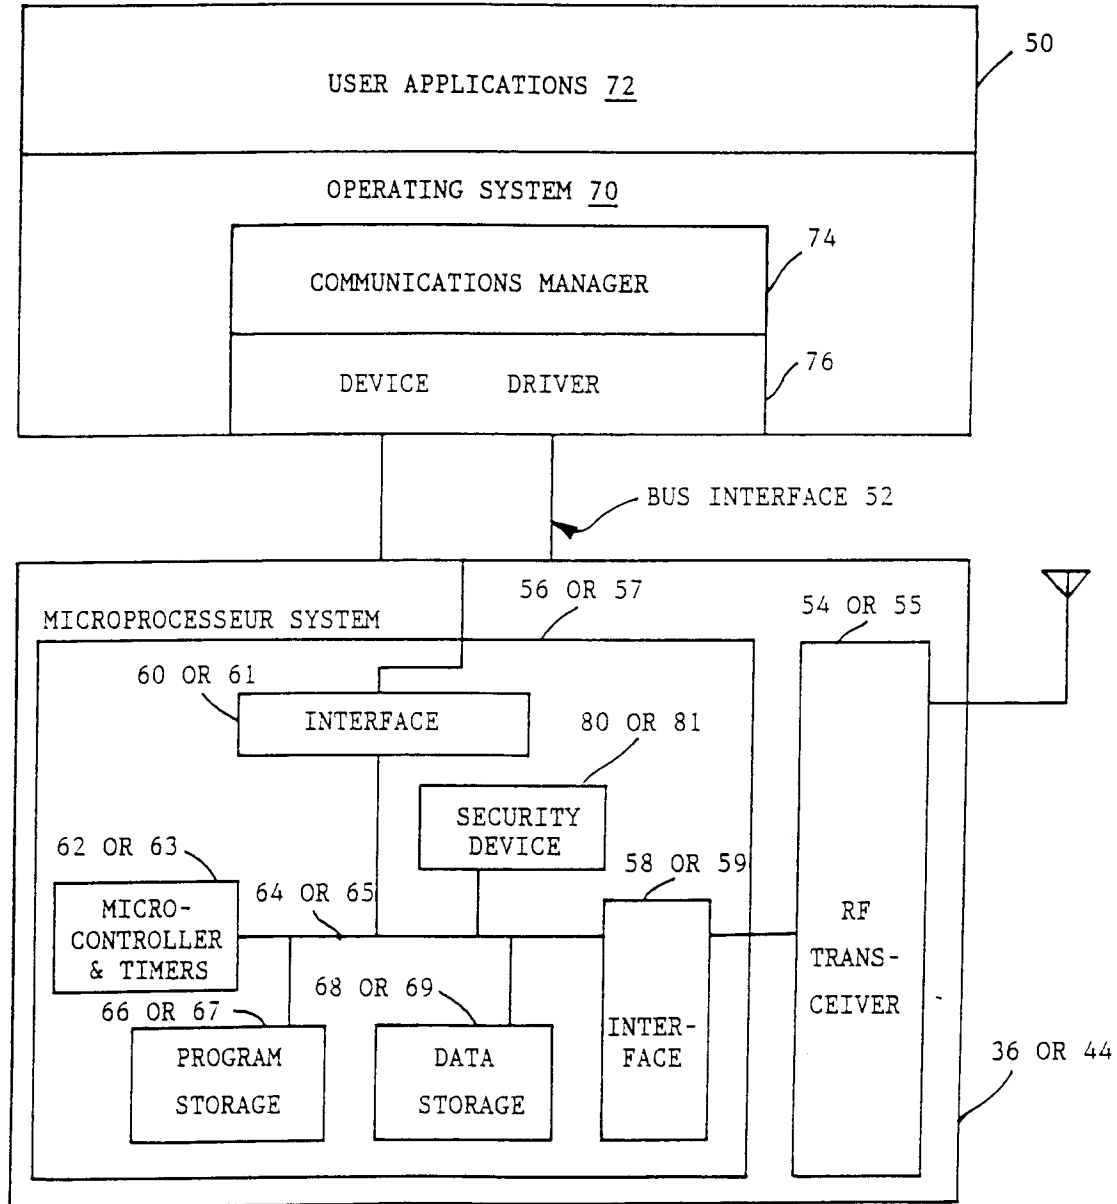 50
USER APPLICATIONS 72
OPERATING SYSTEM 70
74
COMMUNICATIONS MANAGER
76
DEVICE DRIVER
BUS INTERFACE 52
56 OR 57
54 OR 55
MICROPROCESSEUR SYSTEM
60 OR 61
INTERFACE
80 OR 81
SECURITY
DEVICE
62 OR 63
58 OR 59
64 OR 65
MICRO-
CONTROLLER
& TIMERS
RF
TRANS-
CEIVER
68 OR 69
66 OR 67
INTER-
FACE
36 OR 44
PROGRAM
STORAGE
DATA
STORAGE